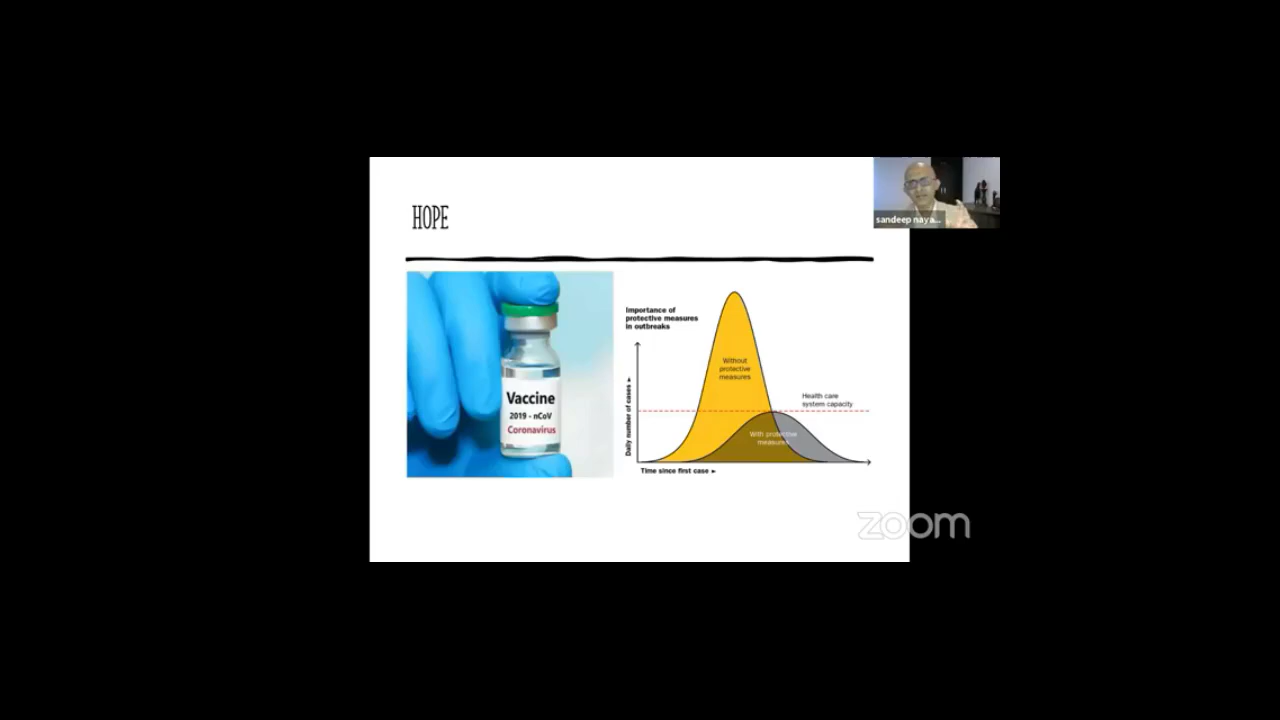 HOPE
sandeep naya...
Vaccine
2019 - nCoV
Coronavirus
Importance of
protective measures
in outbreaks
Without
protective
measures
Health care
system capacity
With protective
measures
Daily number of cases
Time since first case
zoom